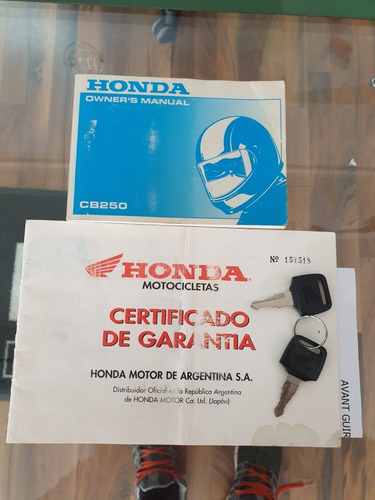 HONDA
OWNER'S MANUAL
CB250
HONDA
Nº 151518
MOTOCICLETAS
CERTIFICADO
DE GARANTIA
HONDA MOTOR DE ARGENTINA S.A.
Distribuidor Oficial en la República Argentina
de HONDA MOTOR Co. Ltd. (Japón)
AVANT GUIR